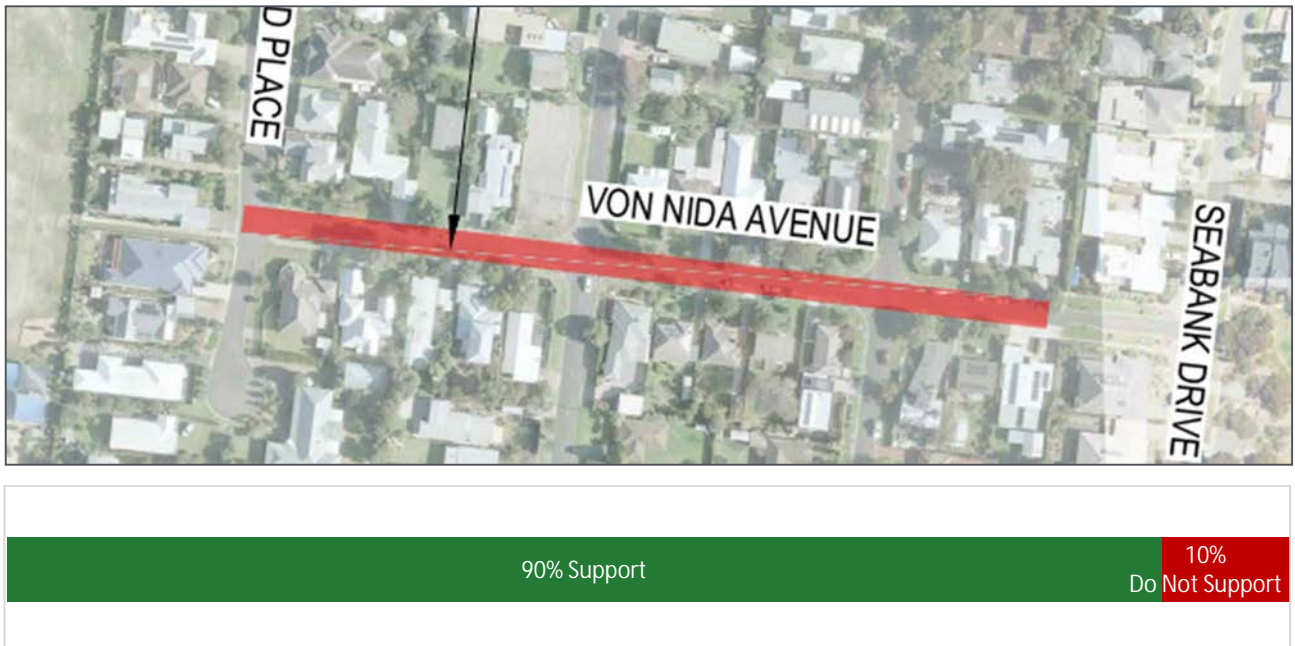 D PLACE
VON NIDA AVENUE
SEABANK DRIVE
90% Support
10%
Do Not Support